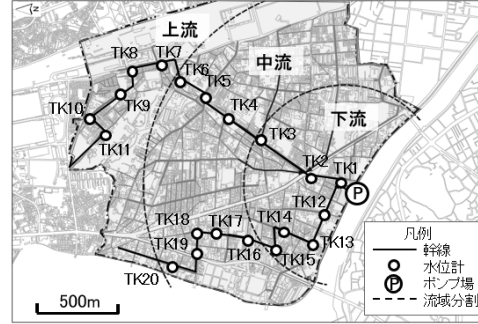 Z
上流
中流
下流
TK7
TK8
TK6
TK5
TK10
TK9
TK4
TK11
TK3
TK2
TK1
P
TK12
TK18
TK17
TK14
TK13
TK19
TK16
TK15
TK20
500m
凡例
幹線
水位計
P ポンプ場
流域分割